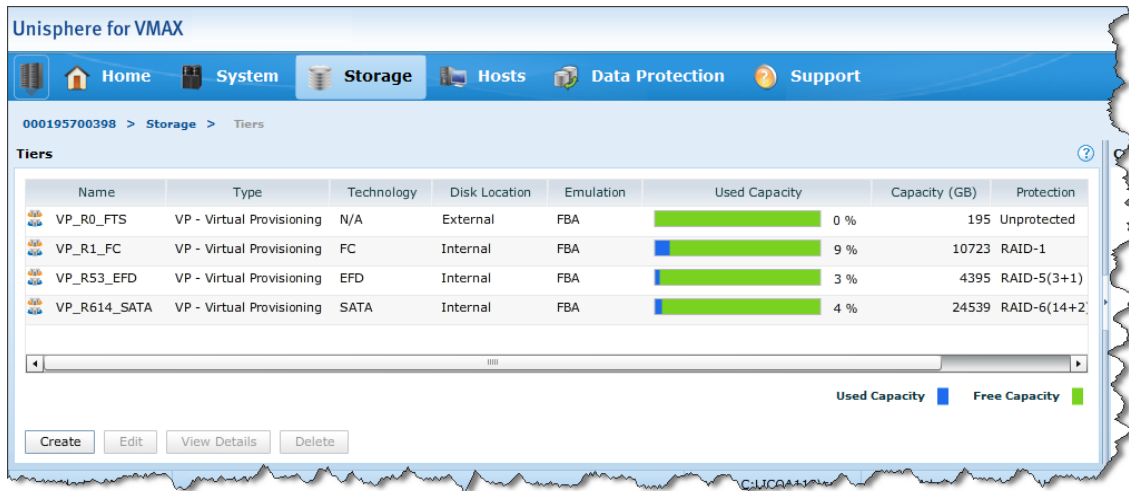 Unisphere for VMAX
Home System Storage Hosts Data Protection Support
000195700398 > Storage > Tiers
Tiers
Name Type Technology Disk Location Emulation Used Capacity Capacity (GB) Protection
VP_R0_FTS VP - Virtual Provisioning N/A External FBA 0 % 195 Unprotected
VP_R1_FC VP - Virtual Provisioning FC Internal FBA 9 % 10723 RAID-1
VP_R53_EFD VP - Virtual Provisioning EFD Internal FBA 3 % 4395 RAID-5(3+1)
VP_R614_SATA VP - Virtual Provisioning SATA Internal FBA 4 % 24539 RAID-6(14+2)
Used Capacity Free Capacity
Create Edit View Details Delete